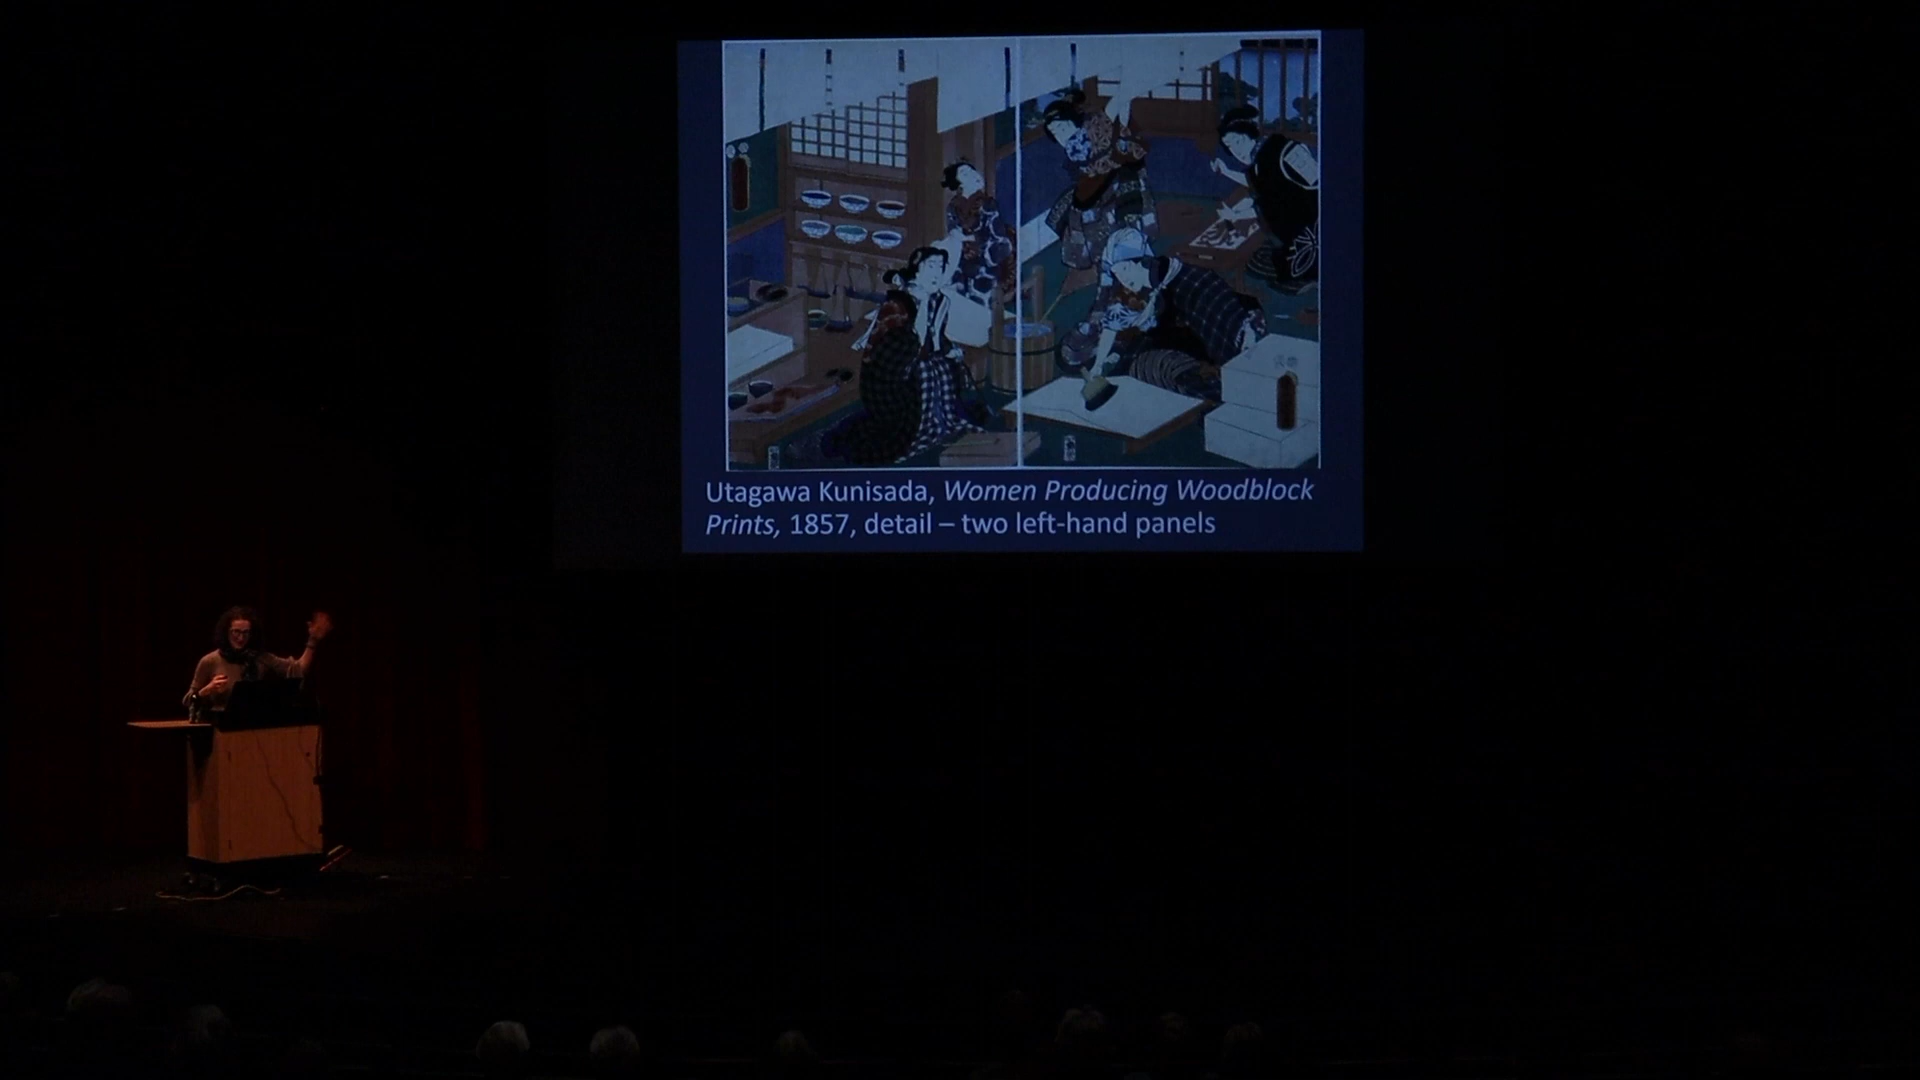 Utagawa Kunisada, Women Producing Woodblock
Prints, 1857, detail – two left-hand panels